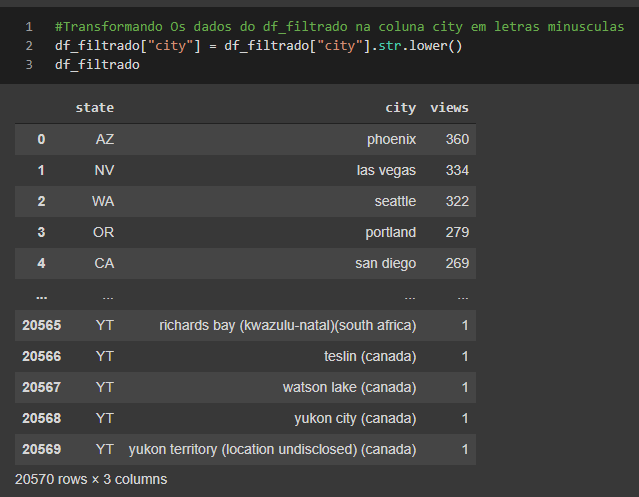 1 #Transformando Os dados do df_filtrado na coluna city em letras minusculas
2 df_filtrado["city"] = df_filtrado["city"].str.lower()
3 df_filtrado
state city views
0 AZ phoenix 360
1 NV las vegas 334
2 WA seattle 322
3 OR portland 279
4 CA san diego 269
... ... ... ...
20565 YT richards bay (kwazulu-natal)(south africa) 1
20566 YT teslin (canada) 1
20567 YT watson lake (canada) 1
20568 YT yukon city (canada) 1
20569 YT yukon territory (location undisclosed) (canada) 1
20570 rows × 3 columns